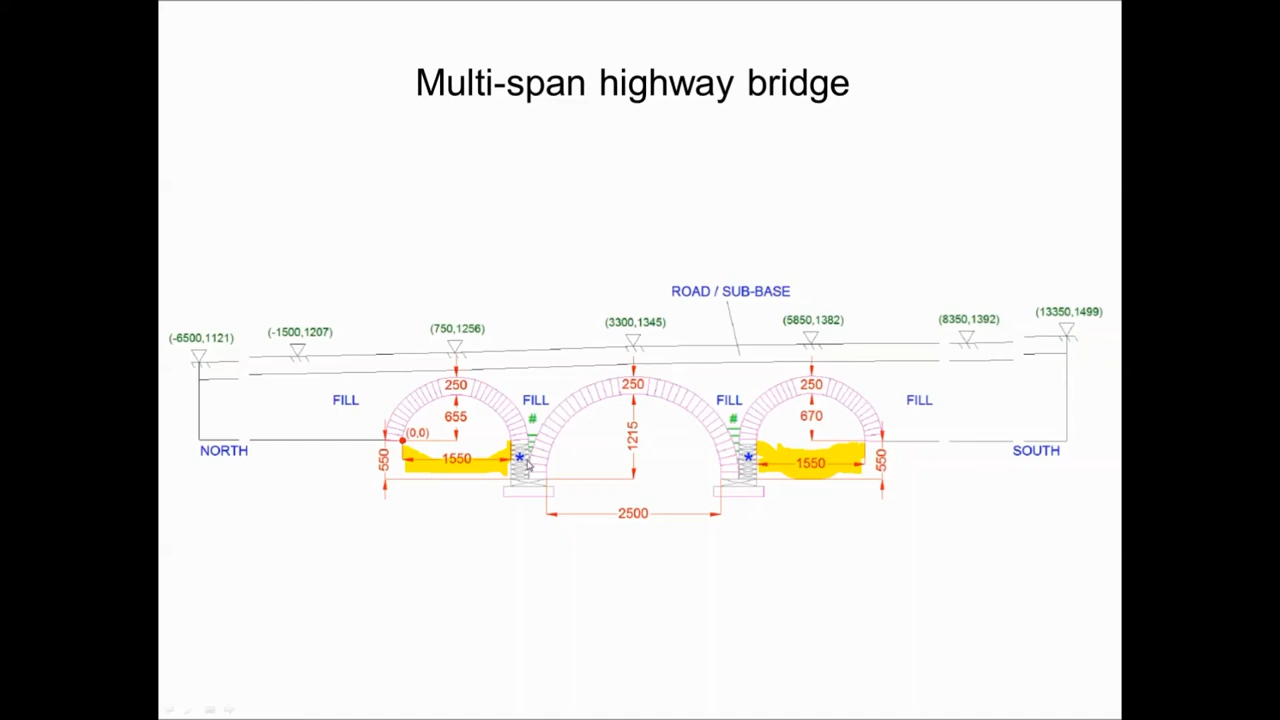 Multi-span highway bridge
ROAD / SUB-BASE
(-6500,1121)
(-1500,1207)
(750,1256)
(3300,1345)
(5850,1382)
(8350,1392)
(13350,1499)
250
250
250
FILL
655
FILL
#
1215
FILL
#
670
FILL
(0,0)
NORTH
550
1550
*
*
1550
550
SOUTH
2500